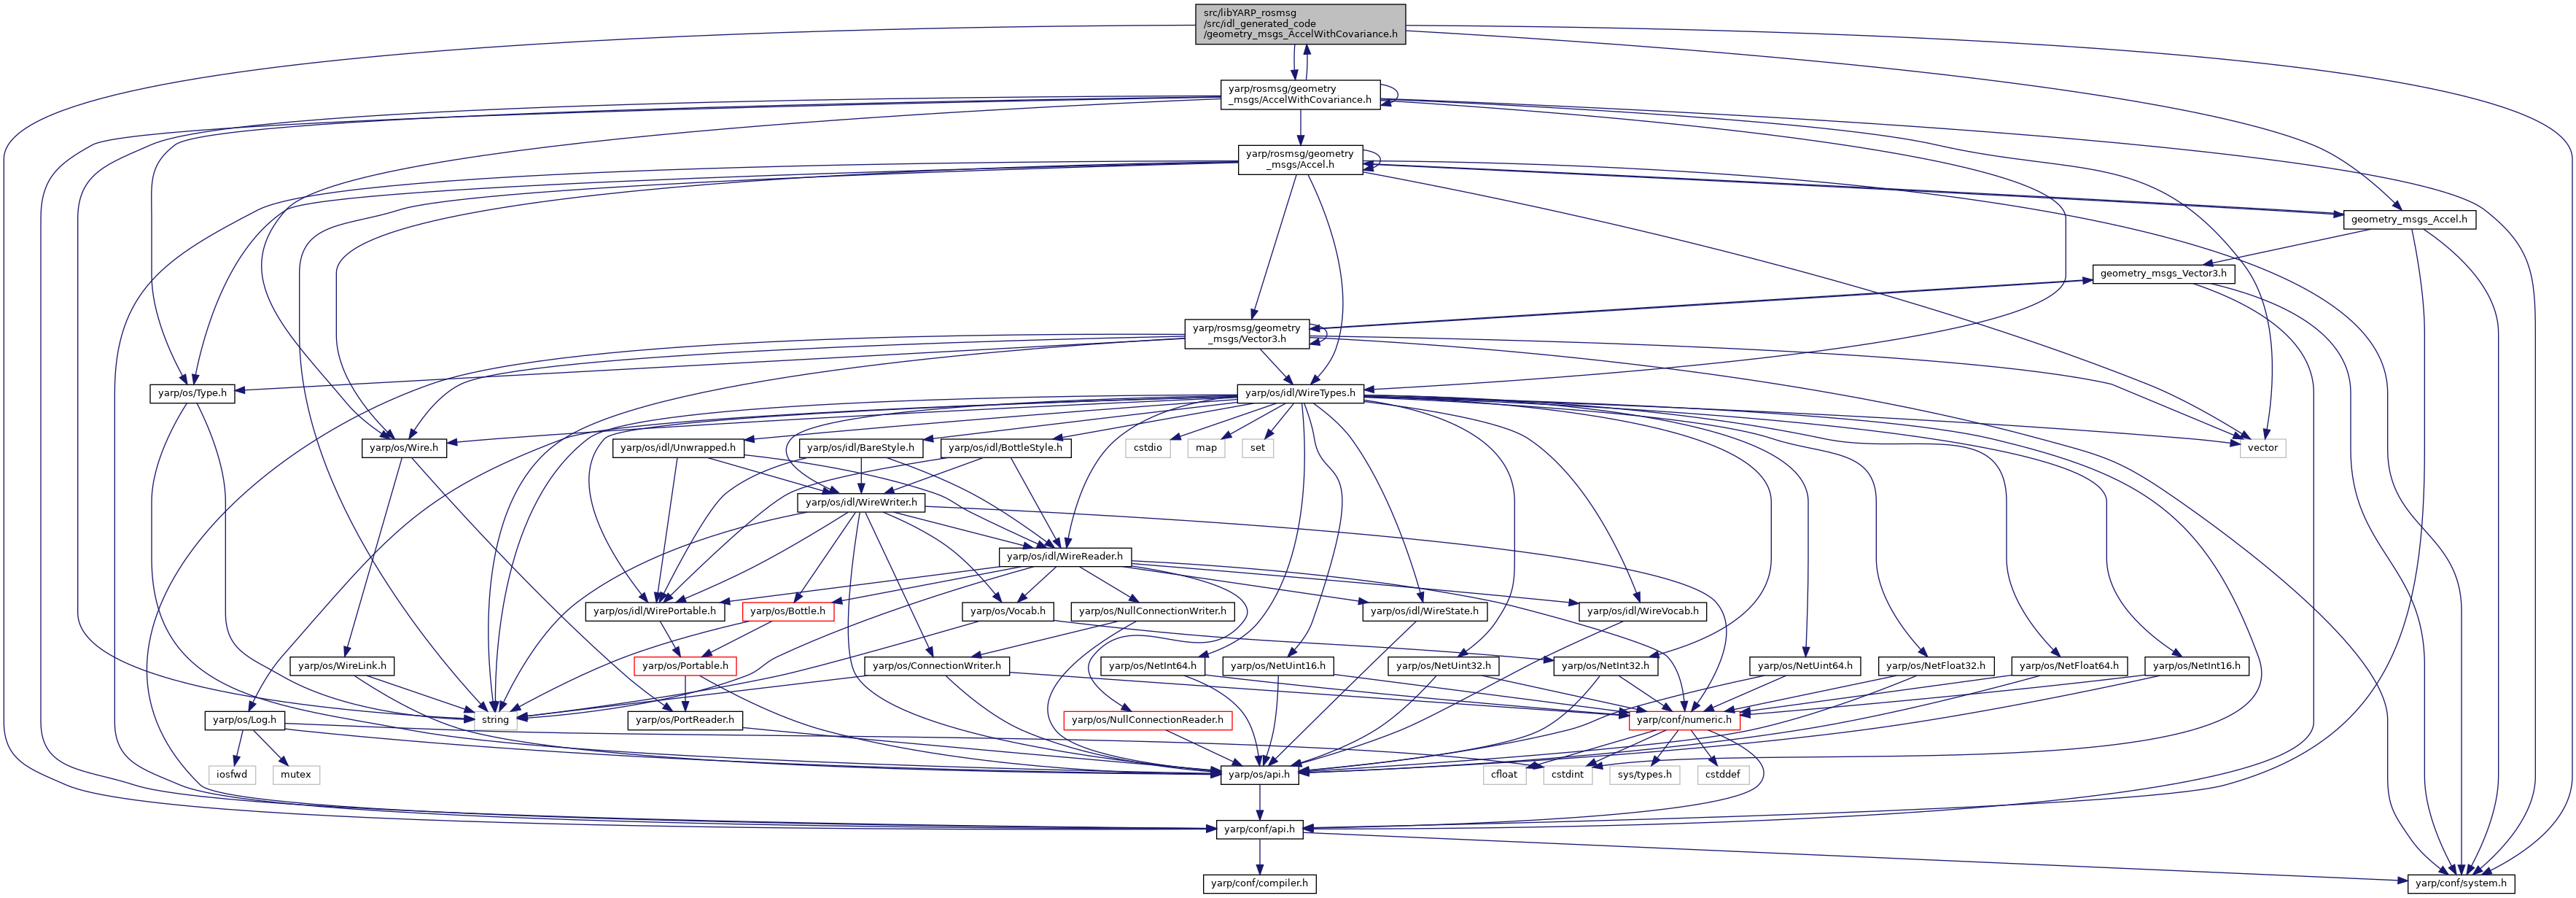 src/libYARP_rosmsg
/src/idl_generated_code
/geometry_msgs_AccelWithCovariance.h
yarp/rosmsg/geometry
_msgs/AccelWithCovariance.h
yarp/rosmsg/geometry
_msgs/Accel.h
geometry_msgs_Accel.h
geometry_msgs_Vector3.h
yarp/rosmsg/geometry
_msgs/Vector3.h
yarp/os/Type.h
yarp/os/idl/WireTypes.h
yarp/os/Wire.h
yarp/os/idl/Unwrapped.h
yarp/os/idl/BareStyle.h
yarp/os/idl/BottleStyle.h
cstdio
map
set
vector
yarp/os/idl/WireWriter.h
yarp/os/idl/WireReader.h
yarp/os/idl/WirePortable.h
yarp/os/Bottle.h
yarp/os/Vocab.h
yarp/os/NullConnectionWriter.h
yarp/os/idl/WireState.h
yarp/os/idl/WireVocab.h
yarp/os/WireLink.h
yarp/os/Portable.h
yarp/os/ConnectionWriter.h
yarp/os/NetInt64.h
yarp/os/NetUint16.h
yarp/os/NetUint32.h
yarp/os/NetInt32.h
yarp/os/NetUint64.h
yarp/os/NetFloat32.h
yarp/os/NetFloat64.h
yarp/os/NetInt16.h
yarp/os/Log.h
string
yarp/os/PortReader.h
yarp/os/NullConnectionReader.h
yarp/conf/numeric.h
iosfwd
mutex
yarp/os/api.h
cfloat
cstdint
sys/types.h
cstddef
yarp/conf/api.h
yarp/conf/compiler.h
yarp/conf/system.h